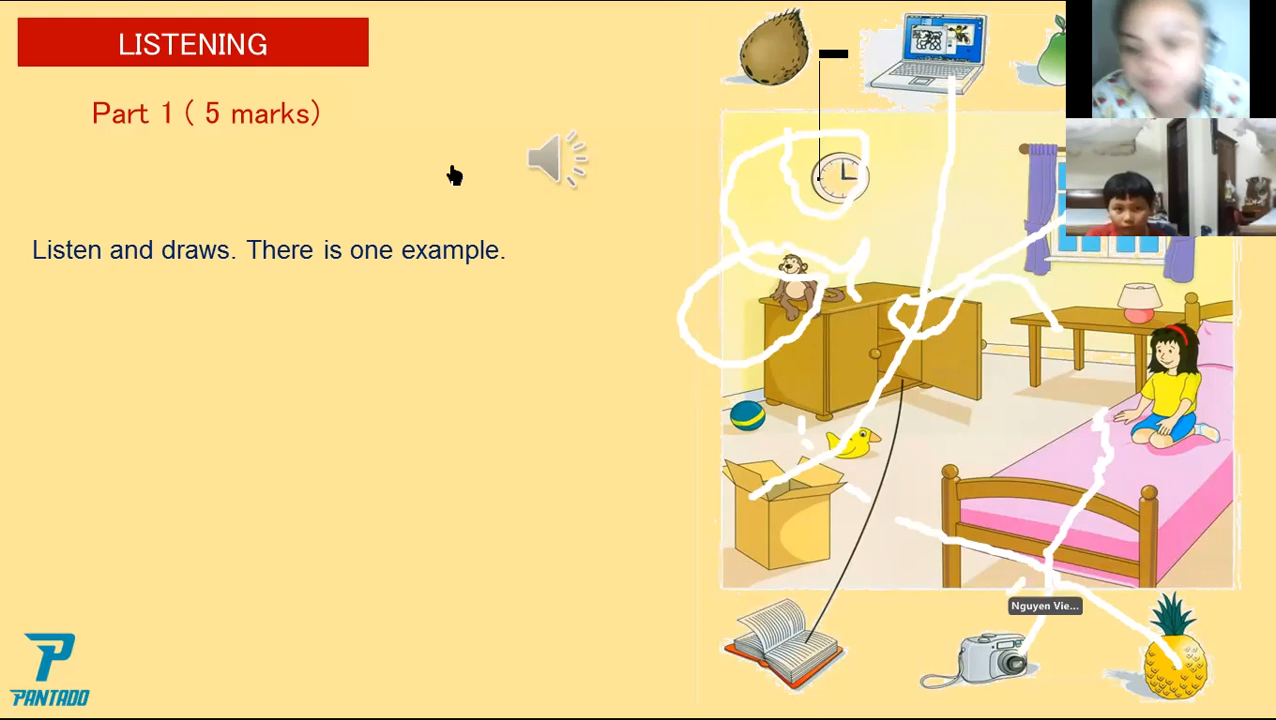 LISTENING
Part 1 ( 5 marks)
Listen and draws. There is one example.
Nguyen Vie...
PANTADO